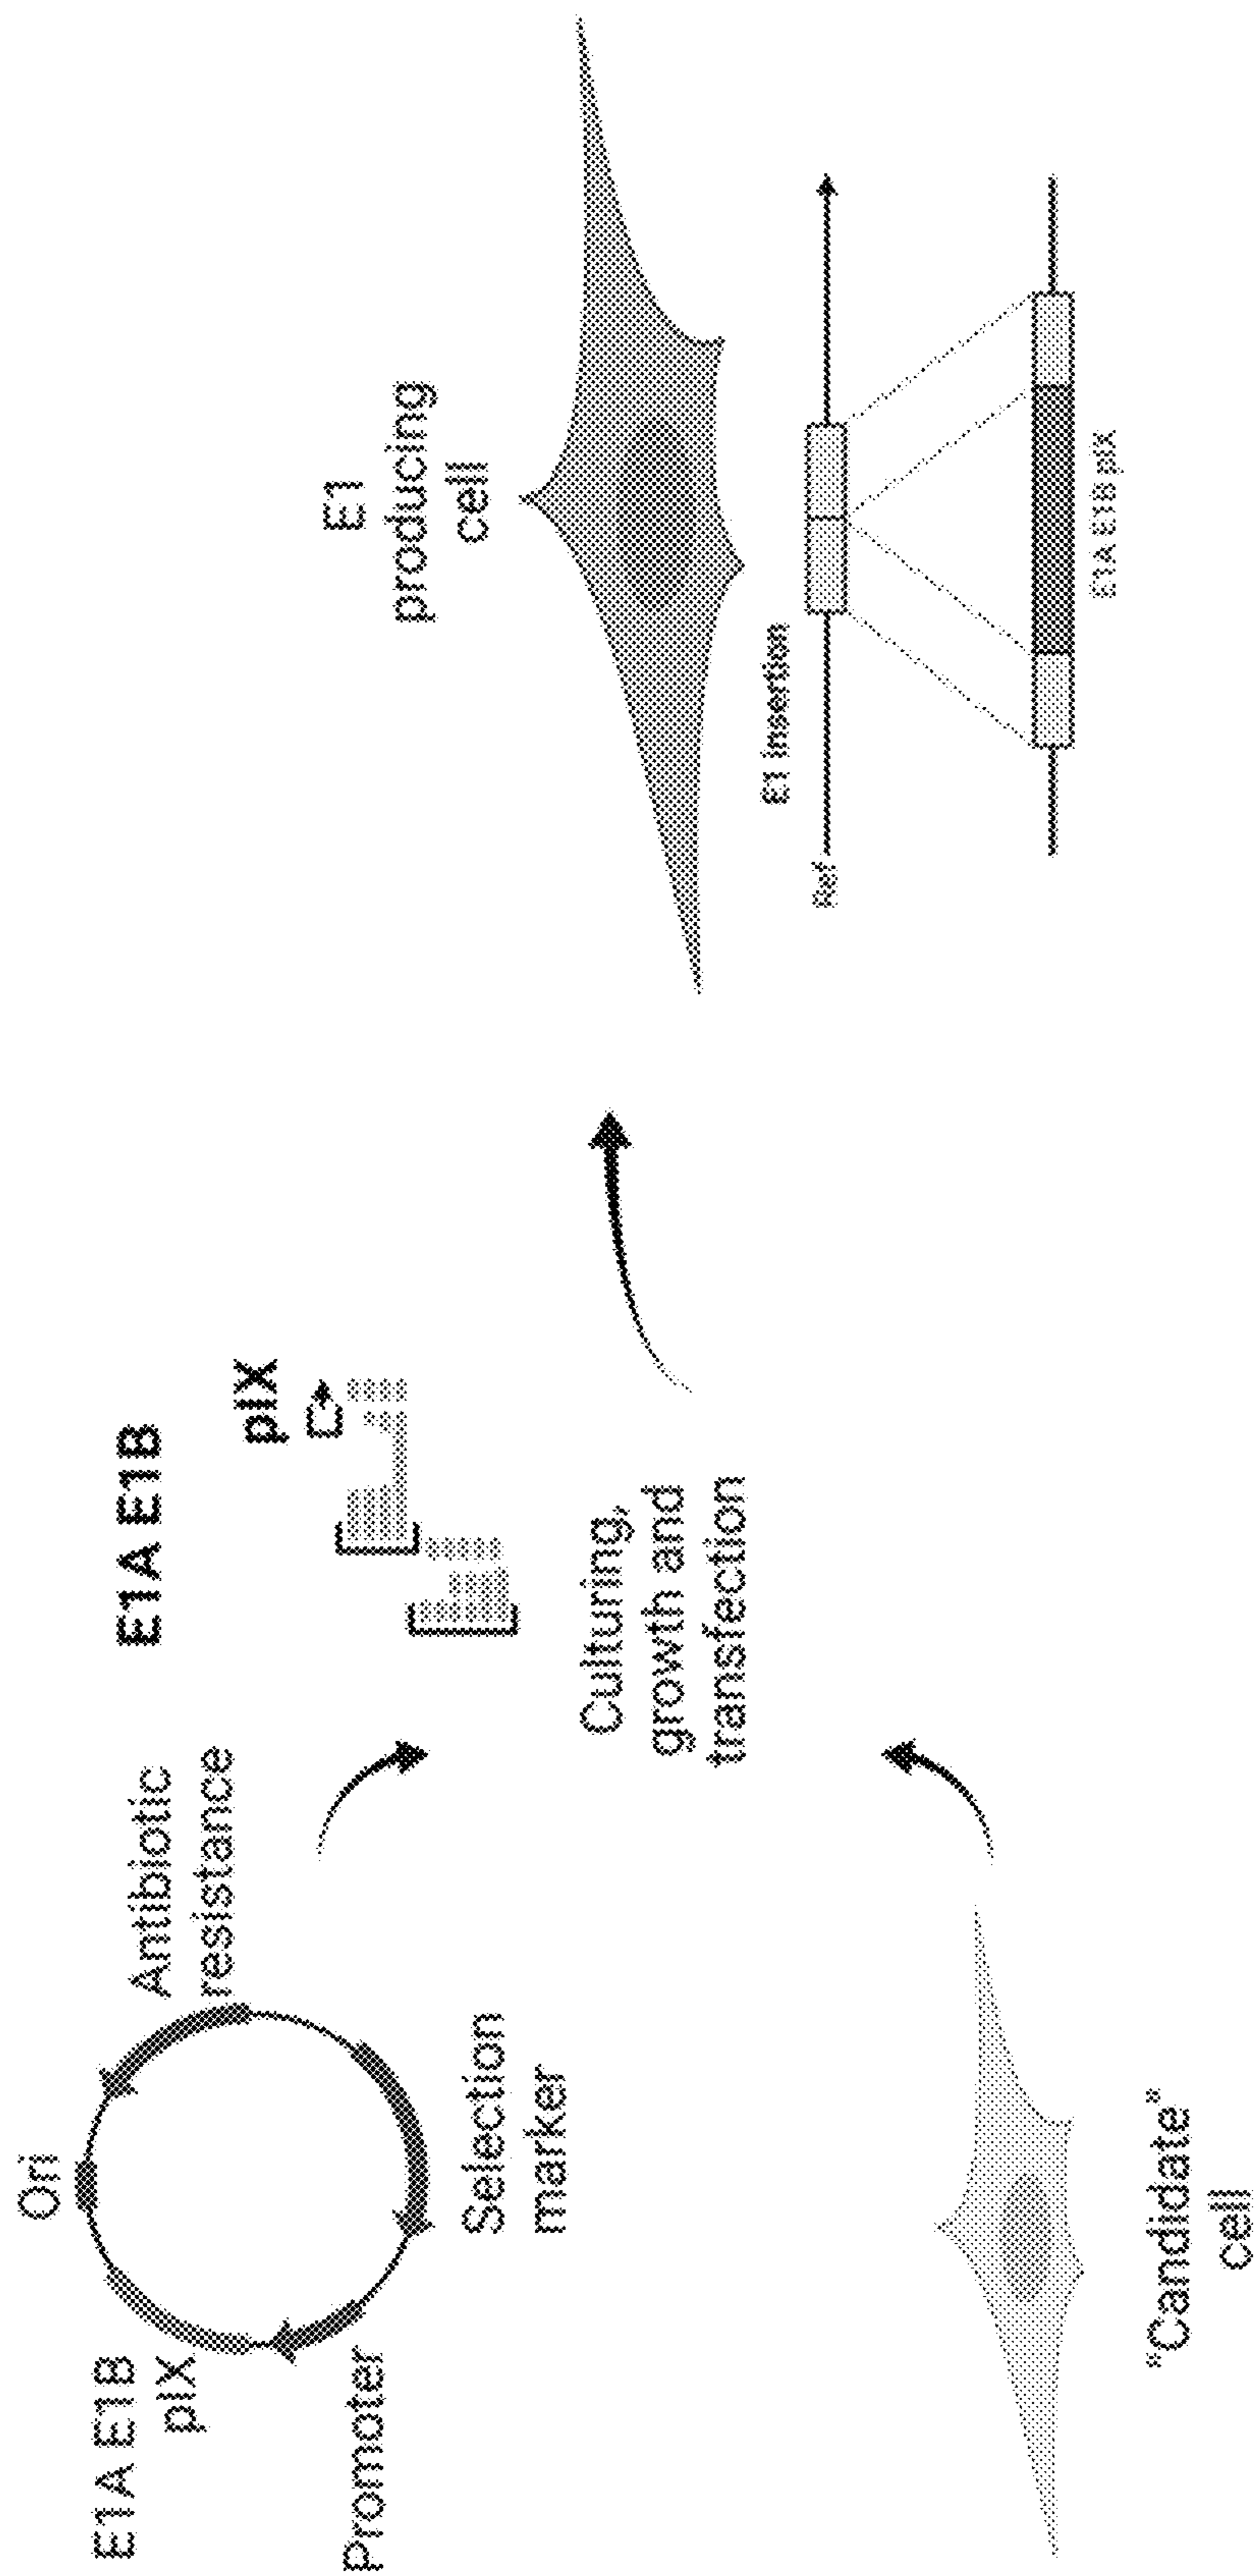 Ori
Antibiotic
resistance
E1A E1B
pIX
Promoter
Selection
marker
"Candidate"
cell
E1A E1B
pIX
Culturing,
growth and
transfection
E1
producing
cell
E1 insertion
Ref
E1A E1B pIX